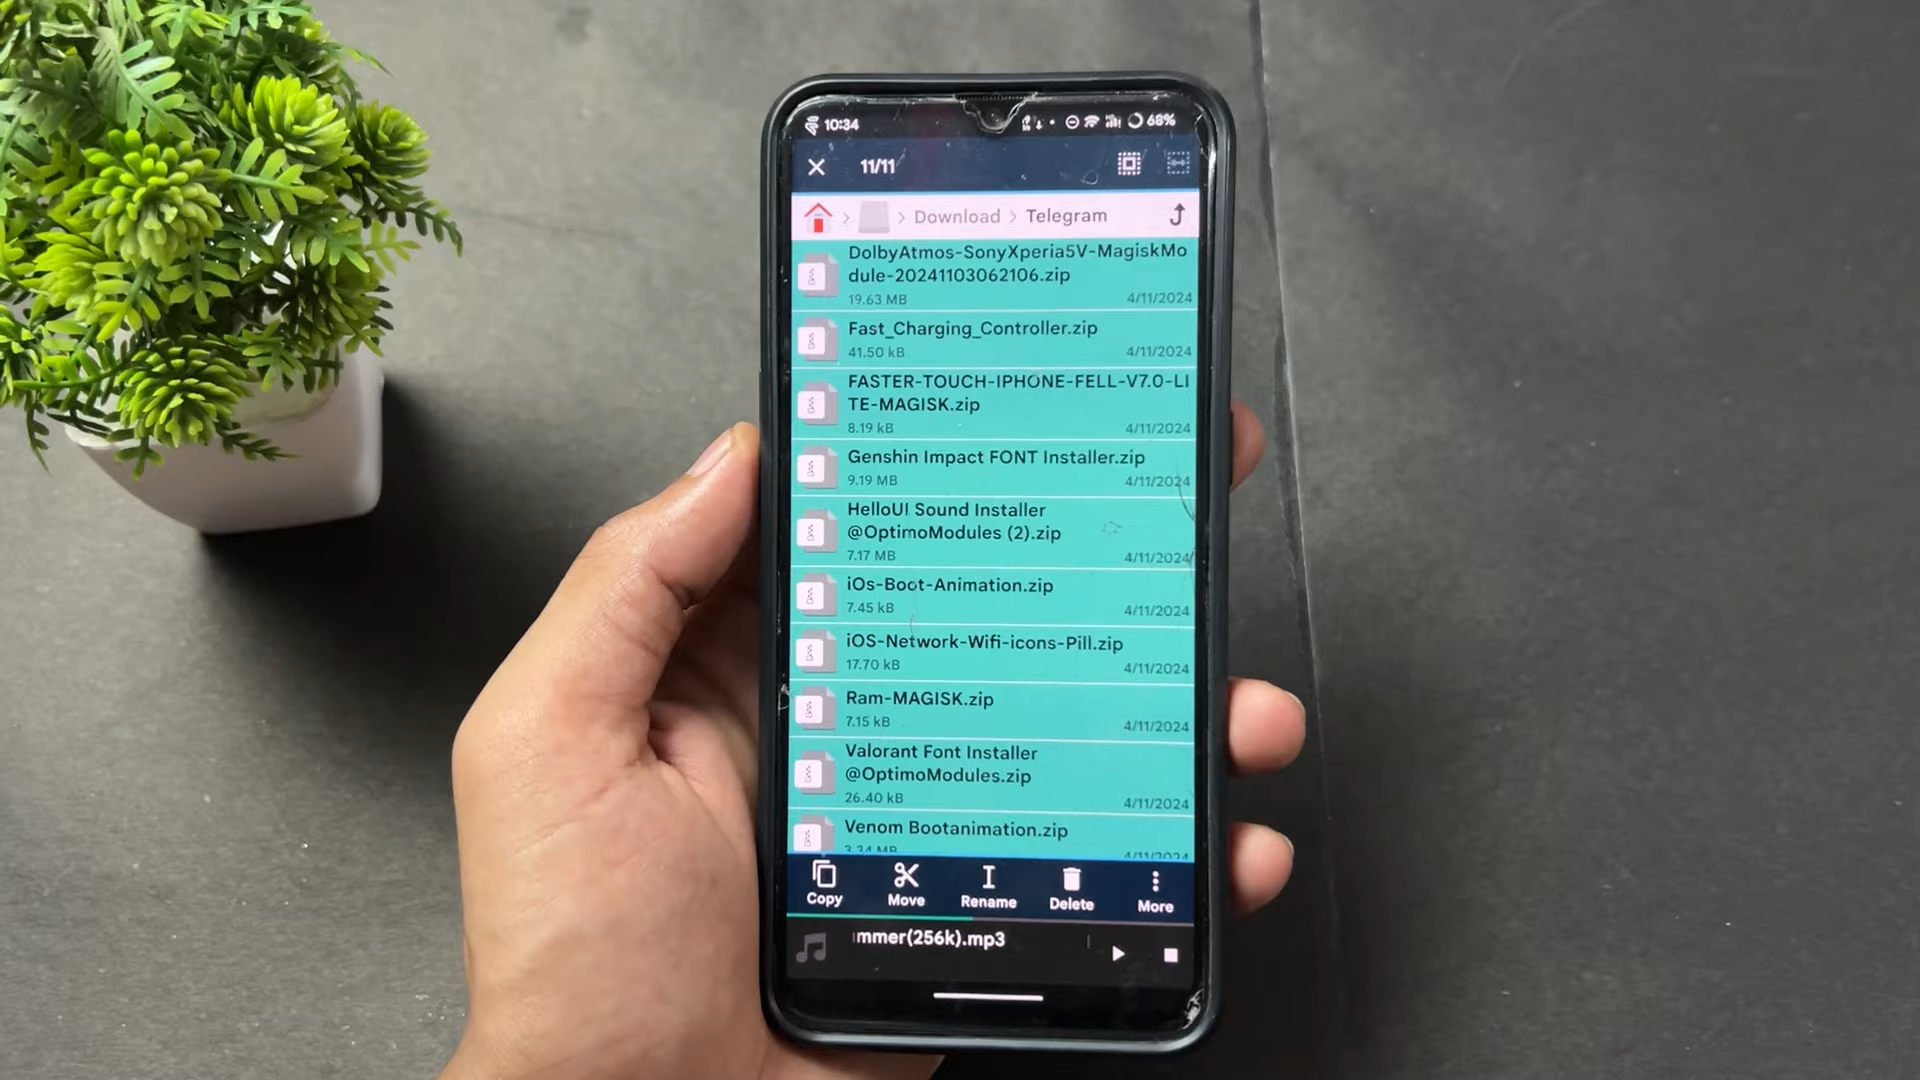 10:34
68%
11/11
Download
Telegram
DolbyAtmos-SonyXperia5V-MagiskMo
dule-20241103062106.zip
19.63 MB
4/11/2024
Fast_Charging_Controller.zip
41.50 kB
4/11/2024
FASTER-TOUCH-IPHONE-FELL-V7.0-LI
TE-MAGISK.zip
8.19 kB
4/11/2024
Genshin Impact FONT Installer.zip
9.19 MB
4/11/2024
HelloUI Sound Installer
@OptimoModules (2).zip
7.17 MB
4/11/2024
iOs-Boot-Animation.zip
7.45 kB
4/11/2024
iOS-Network-Wifi-icons-Pill.zip
17.70 kB
4/11/2024
Ram-MAGISK.zip
7.15 kB
4/11/2024
Valorant Font Installer
@OptimoModules.zip
26.40 kB
4/11/2024
Venom Bootanimation.zip
3.34 MB
4/11/2024
Copy
Move
Rename
Delete
More
mmer(256k).mp3